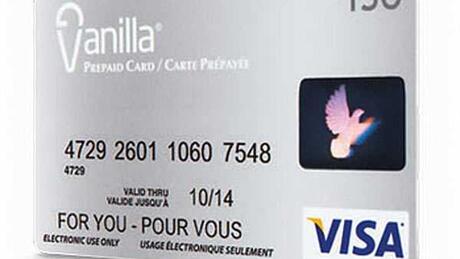 150
Vanilla®
PREPAID CARD / CARTE PRÉPAYÉE
4729 2601 1060 7548
4729
VALID THRU
VALIDE JUSQU'À 10/14
FOR YOU - POUR VOUS
ELECTRONIC USE ONLY USAGE ÉLECTRONIQUE SEULEMENT
VISA